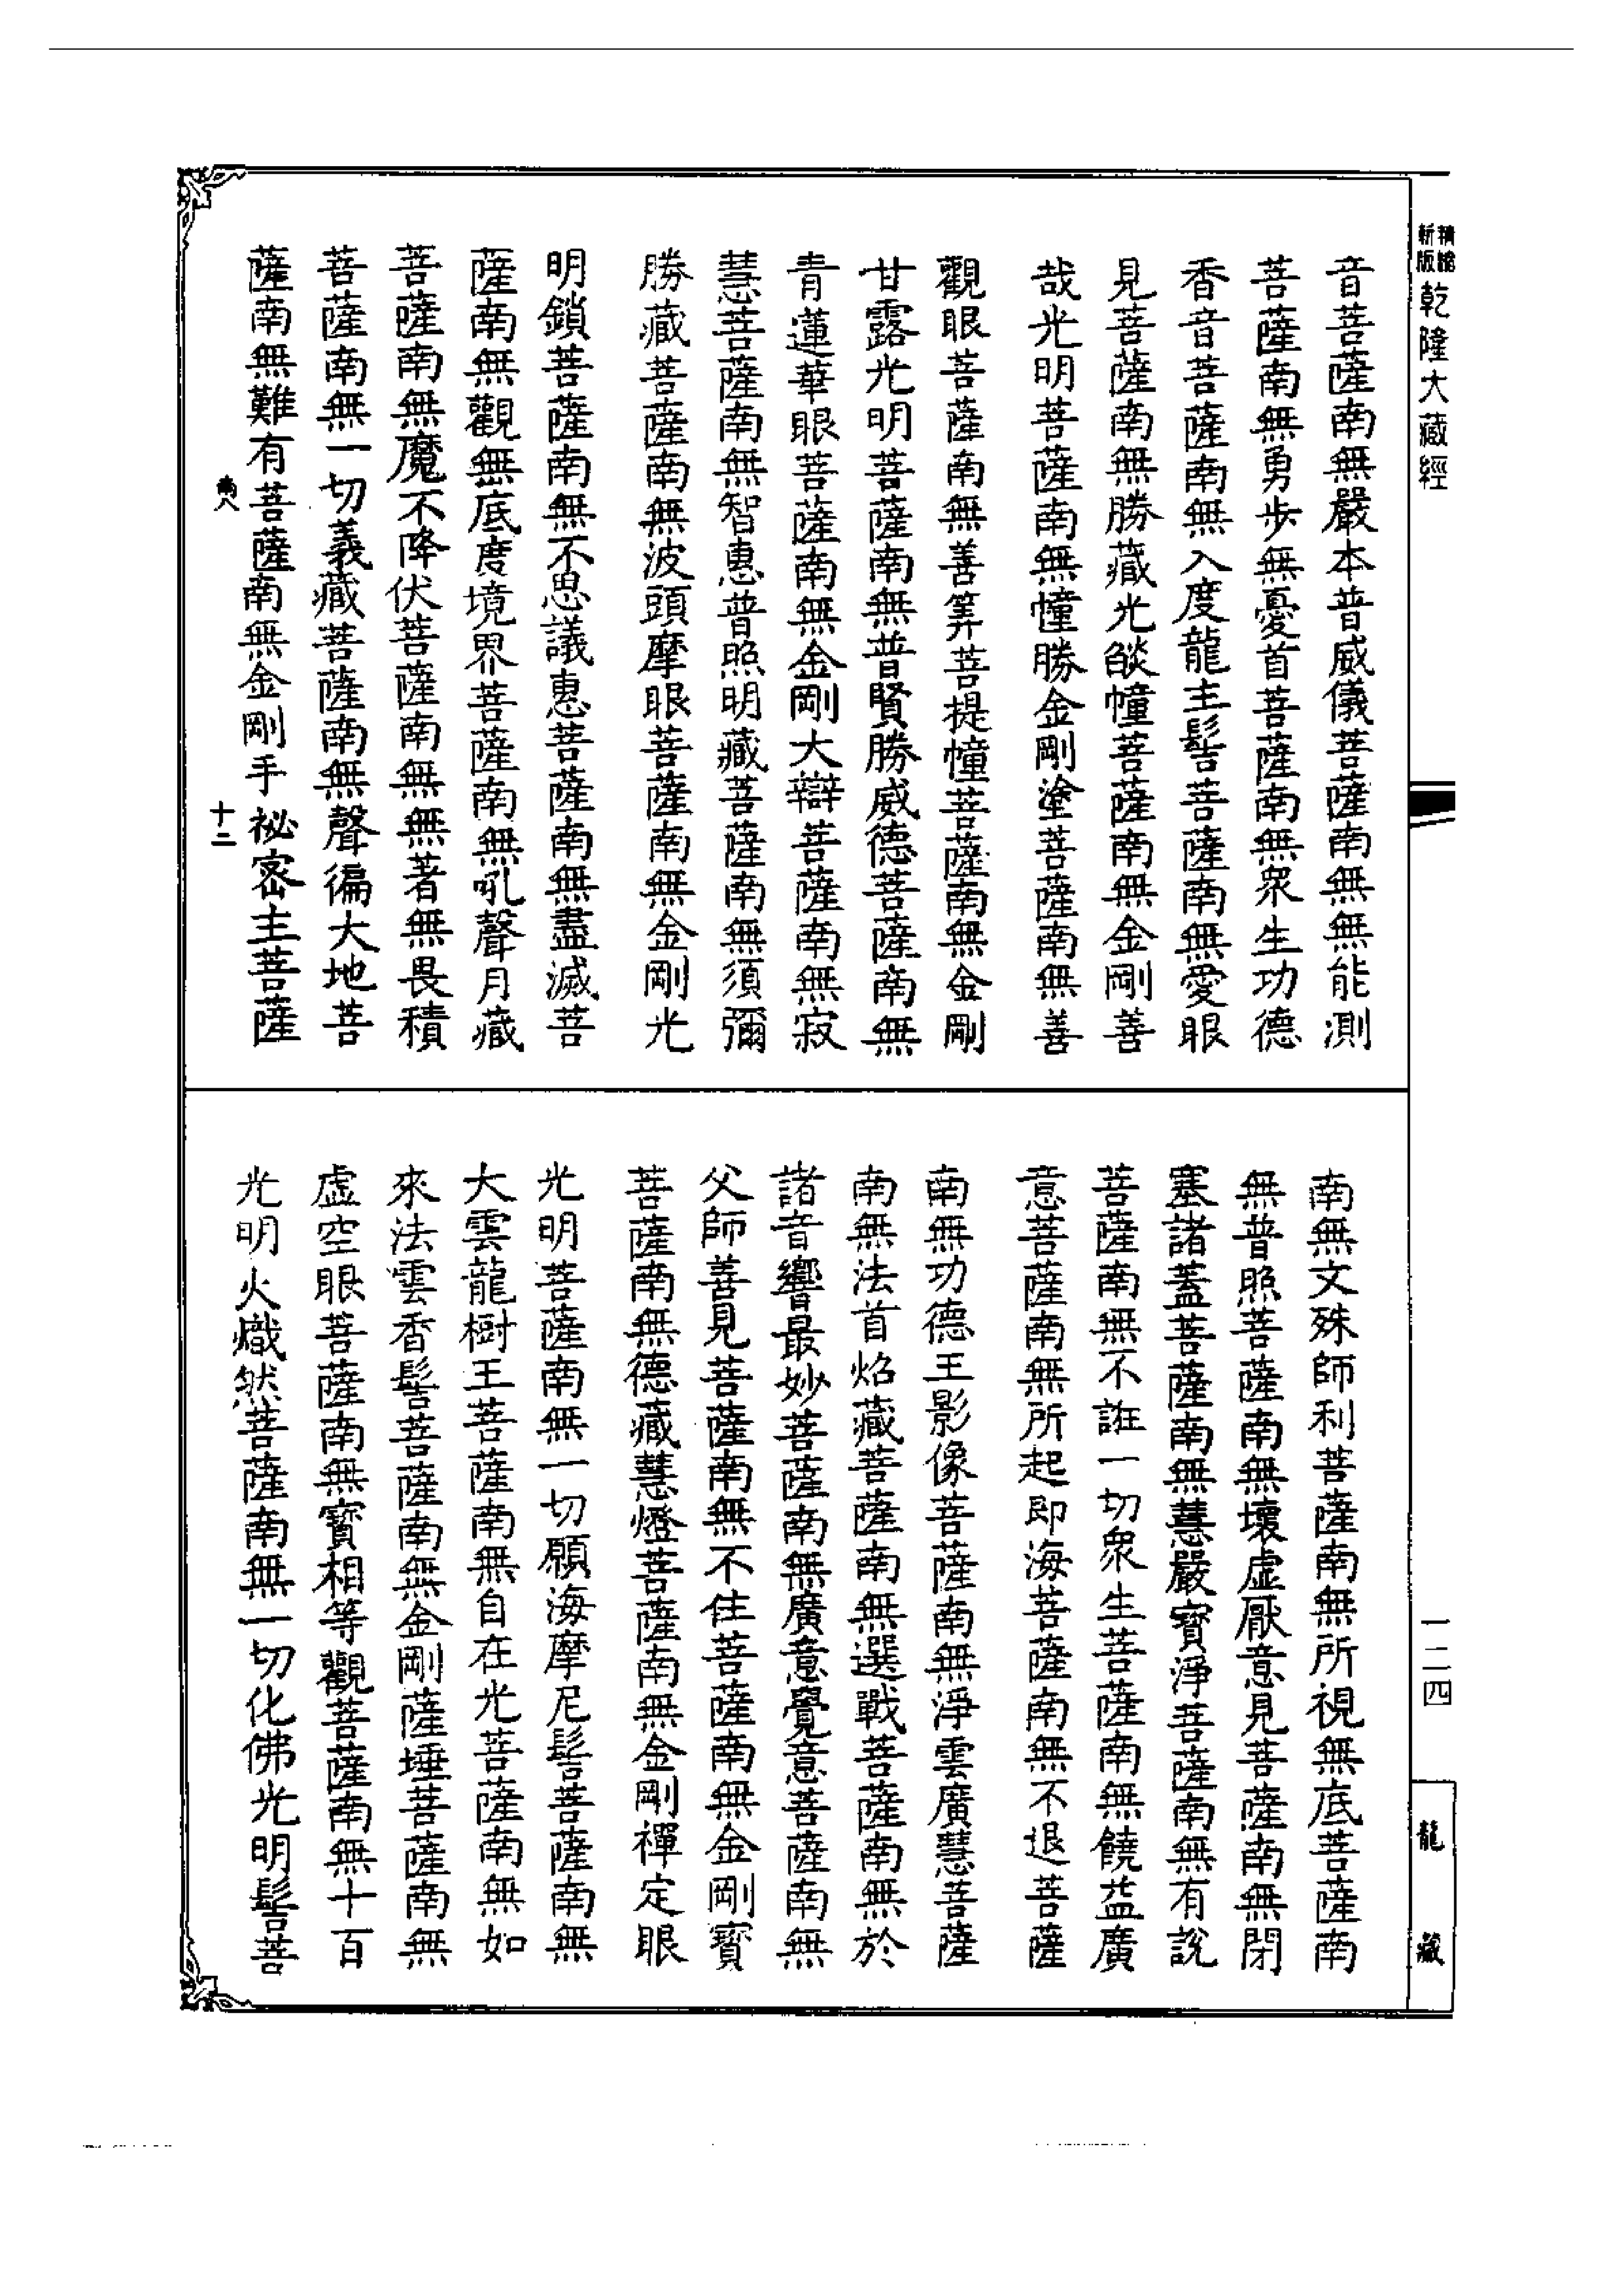 精繕新版乾隆大藏經
音菩薩南無嚴本普威儀菩薩南無無能測
菩薩南無勇步無憂首菩薩南無眾生功德
香音菩薩南無入度龍主髻菩薩南無愛眼
見菩薩南無勝藏光燄幢菩薩南無金剛善
哉光明菩薩南無幢勝金剛塗菩薩南無善
觀眼菩薩南無善筭菩提幢菩薩南無金剛
甘露光明菩薩南無普賢勝威德菩薩南無
青蓮華眼菩薩南無金剛大辯菩薩南無寂
慧菩薩南無智惠普照明藏菩薩南無須彌
勝藏菩薩南無波頭摩眼菩薩南無金剛光
明鎖菩薩南無不思議惠菩薩南無盡滅菩
薩南無觀無底度境界菩薩南無吼聲月藏
菩薩南無魔不降伏菩薩南無無著無畏積
菩薩南無一切義藏菩薩南無聲徧大地菩
薩南無難有菩薩南無金剛手祕密主菩薩
十二
南無文殊師利菩薩南無所視無底菩薩南
無普照菩薩南無壞虛厭意見菩薩南無閉
塞諸蓋菩薩南無慧嚴寶淨菩薩南無有說
菩薩南無不誑一切眾生菩薩南無饒益廣
意菩薩南無所起即海菩薩南無不退菩薩
南無功德王影像菩薩南無淨雲廣慧菩薩
南無法首焰藏菩薩南無選戰菩薩南無於
諸音響最妙菩薩南無廣意覺意菩薩南無
父師善見菩薩南無不住菩薩南無金剛寶
菩薩南無德藏慧燈菩薩南無金剛禪定眼
光明菩薩南無一切願海摩尼髻菩薩南無
大雲龍樹王菩薩南無自在光菩薩南無如
來法雲香髻菩薩南無金剛薩埵菩薩南無
虛空眼菩薩南無寶相等觀菩薩南無十百
光明火熾然菩薩南無一切化佛光明髻菩
一二四
龍藏